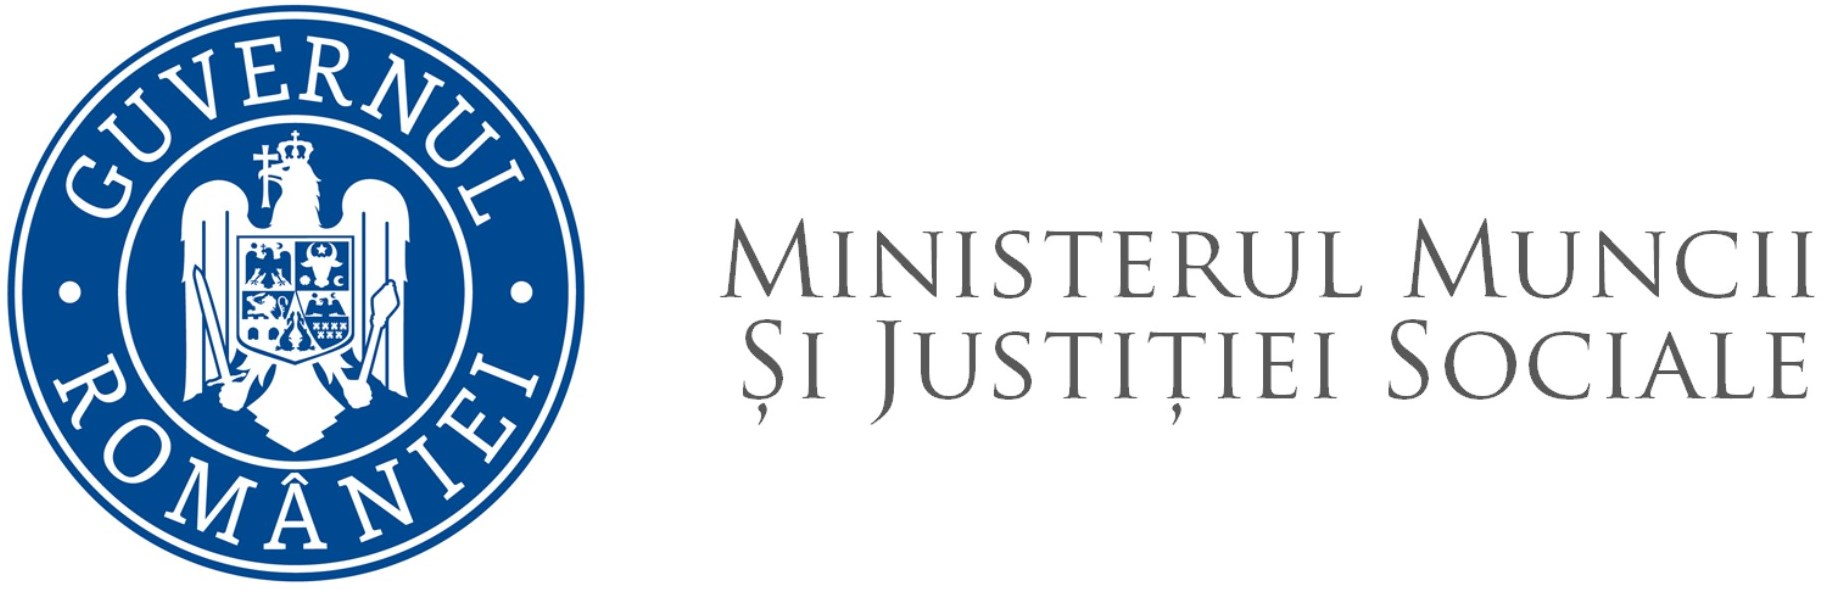 GUVERNUL
ROMÂNIEI
MINISTERUL MUNCII
ȘI JUSTIȚIEI SOCIALE